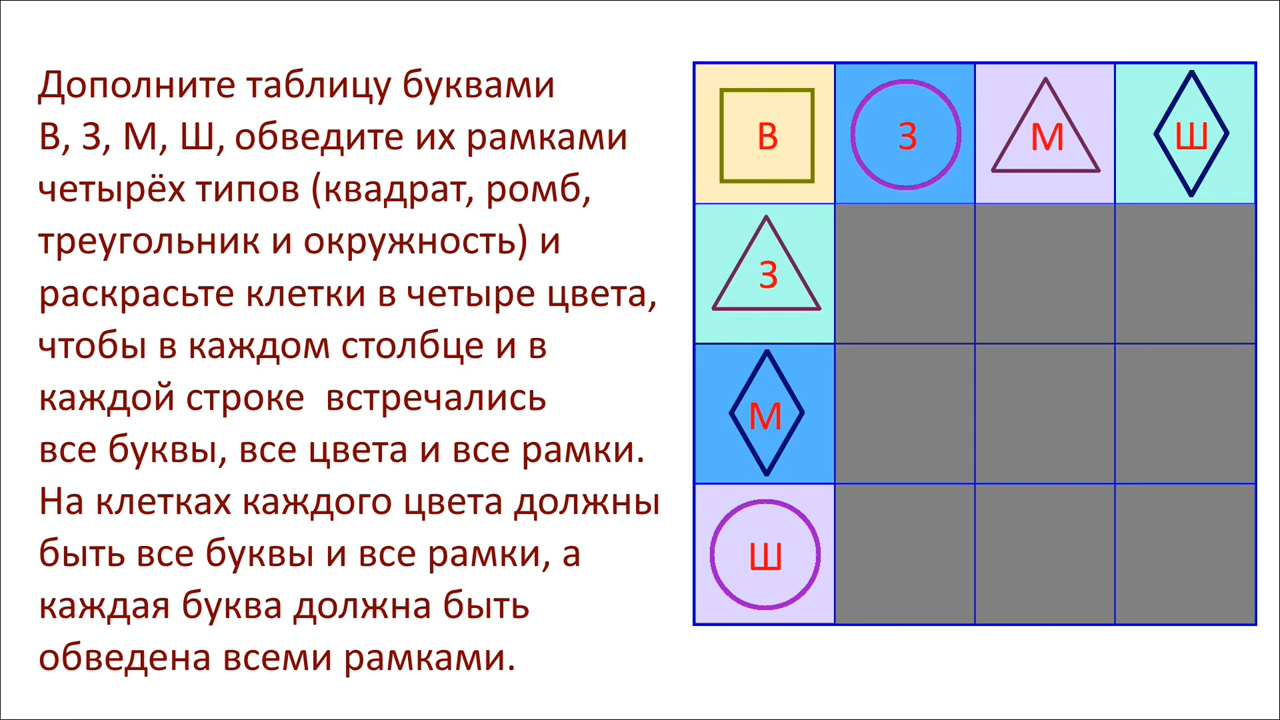 Дополните таблицу буквами
В, З, М, Ш, обведите их рамками
четырёх типов (квадрат, ромб,
треугольник и окружность) и
раскрасьте клетки в четыре цвета,
чтобы в каждом столбце и в
каждой строке встречались
все буквы, все цвета и все рамки.
На клетках каждого цвета должны
быть все буквы и все рамки, а
каждая буква должна быть
обведена всеми рамками.
В З М Ш
З
М
Ш